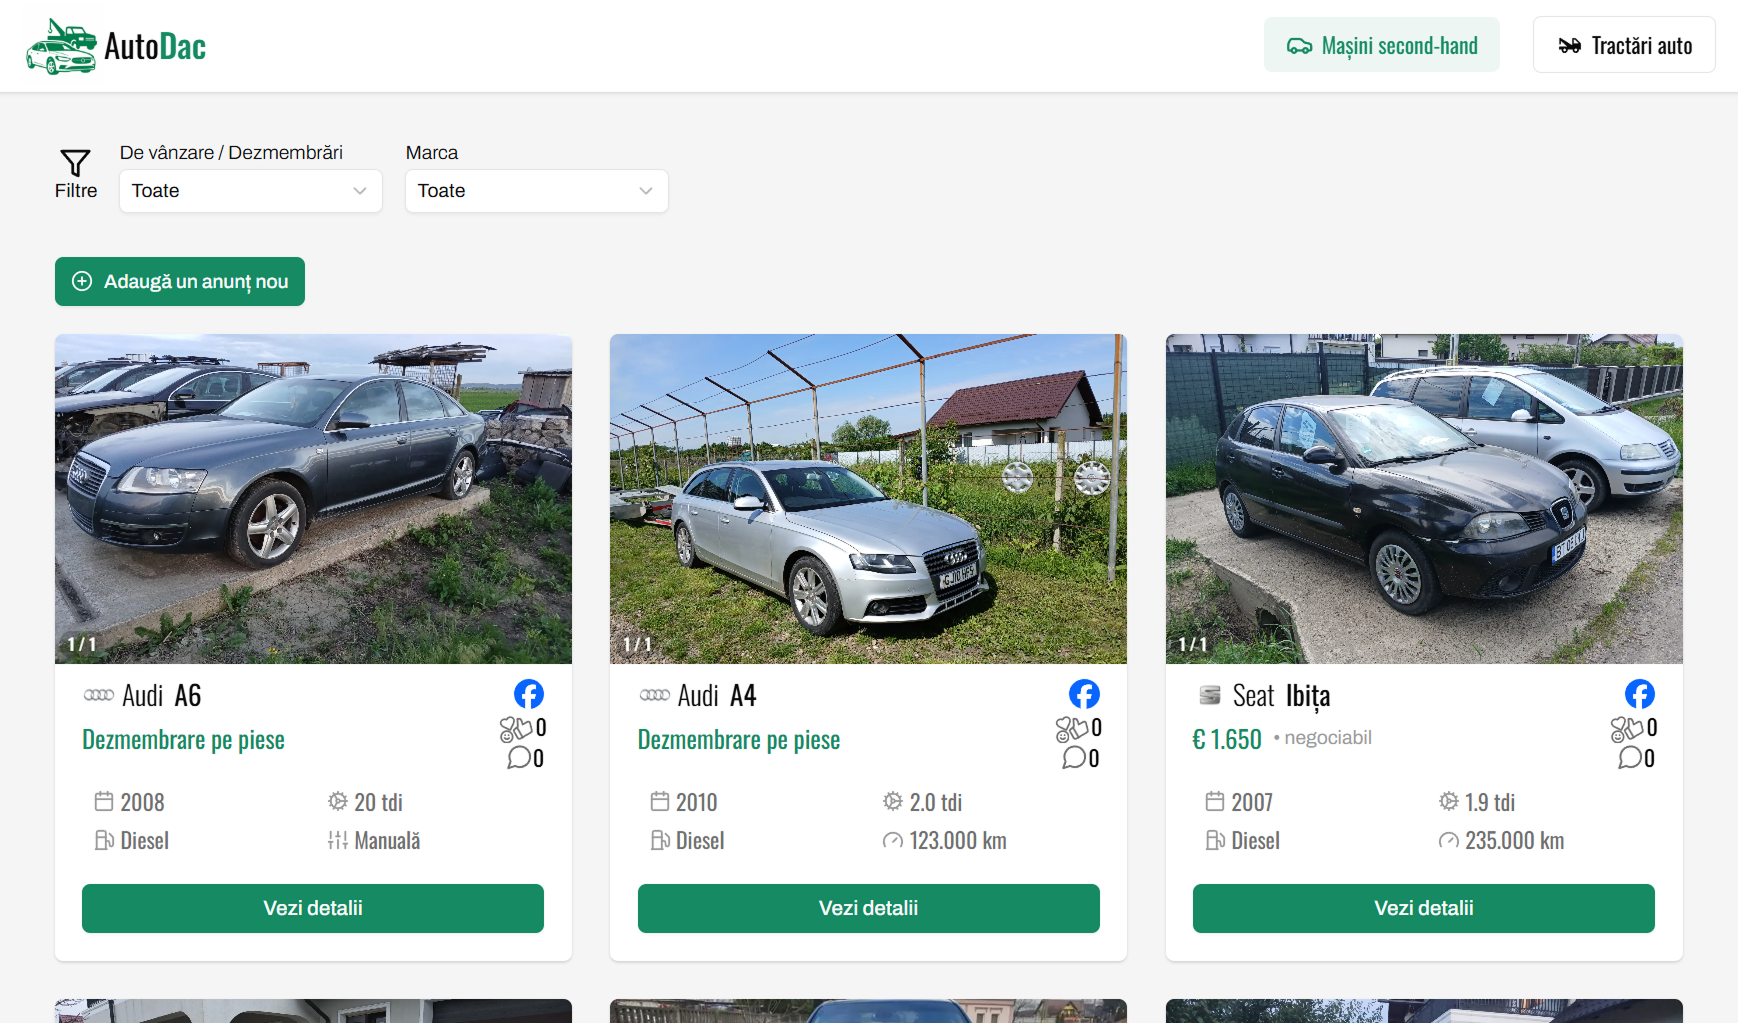 AutoDac
Mașini second-hand
Tractări auto
Filtre
De vânzare / Dezmembrări
Toate
Marca
Toate
Adaugă un anunț nou
1 / 1
Audi A6
Dezmembrare pe piese
0
0
2008
20 tdi
Diesel
Manuală
Vezi detalii
1 / 1
Audi A4
Dezmembrare pe piese
0
0
2010
2.0 tdi
Diesel
123.000 km
Vezi detalii
1 / 1
Seat Ibița
€ 1.650 • negociabil
0
0
2007
1.9 tdi
Diesel
235.000 km
Vezi detalii